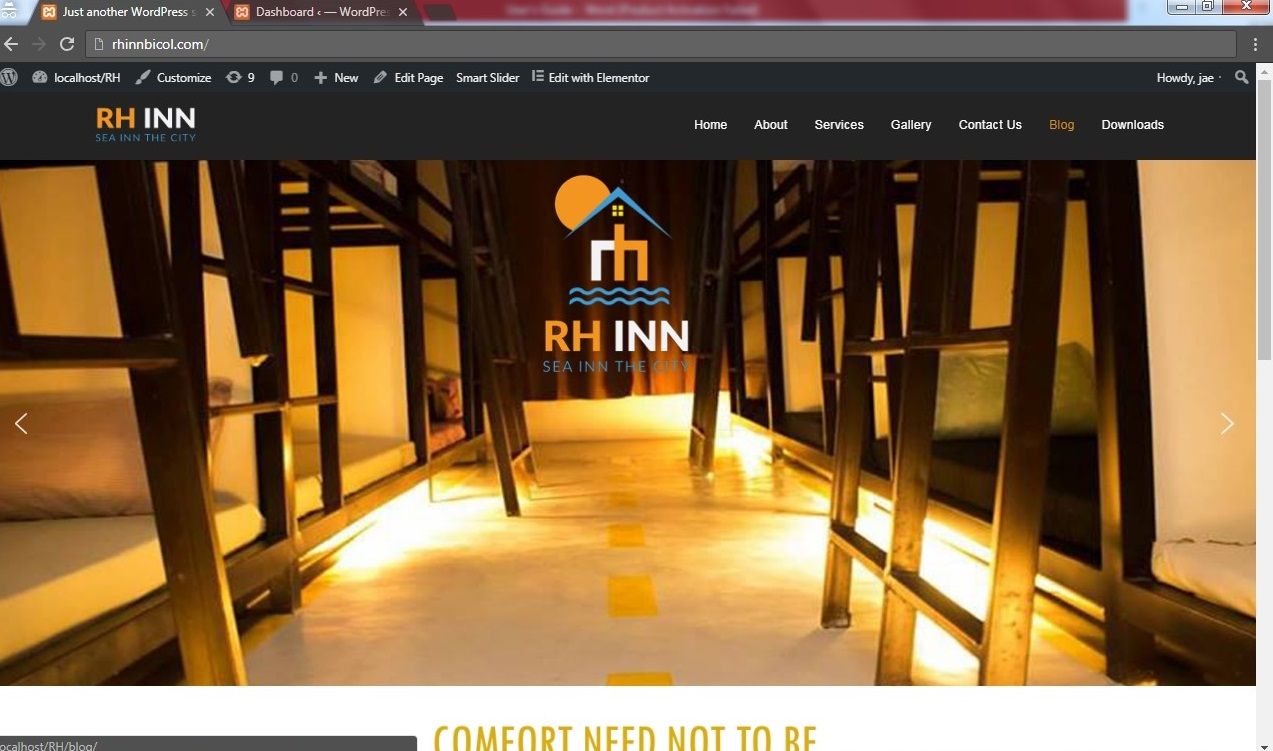 Just another WordPress s
Dashboard ‹ — WordPre
rhinnbicol.com/
localhost/RH Customize 9 0 New Edit Page Smart Slider Edit with Elementor Howdy, jae
RH INN
SEA INN THE CITY
Home About Services Gallery Contact Us Blog Downloads
rh
RH INN
SEA INN THE CITY
COMFORT NEED NOT TO BE
ocalhost/RH/blog/